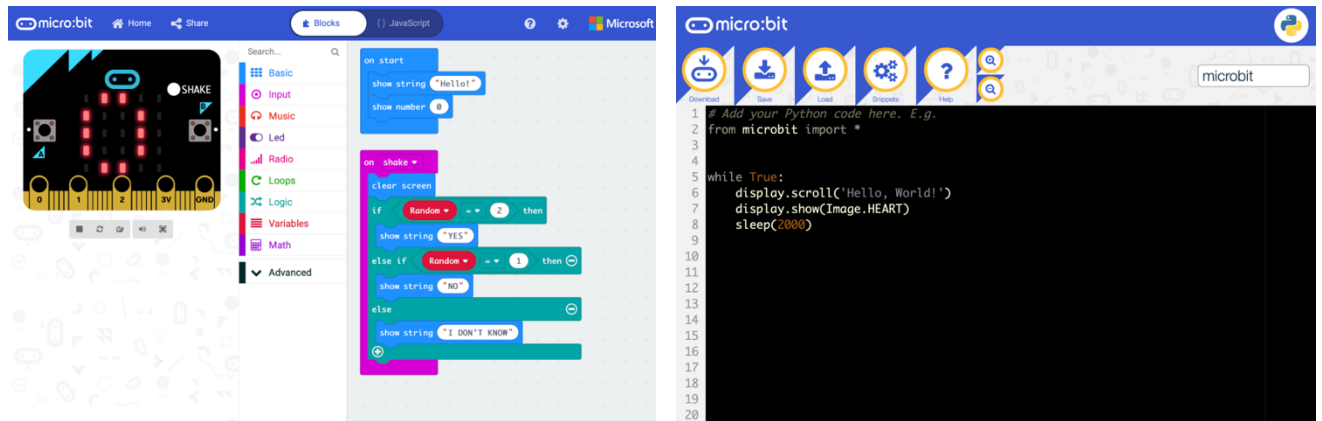 micro:bit Home Share Blocks {} JavaScript ? Microsoft
SHAKE
B
A
0 1 2 3V GND
Search...
Basic
Input
Music
Led
Radio
Loops
Logic
Variables
Math
Advanced
on start
show string "Hello!"
show number 0
on shake
clear screen
if Random = 2 then
show string "YES"
else if Random = 1 then
show string "NO"
else
show string "I DON'T KNOW"
micro:bit
Download Save Load Snippets Help
microbit
1 # Add your Python code here. E.g.
2 from microbit import *
3
4
5 while True:
6 display.scroll('Hello, World!')
7 display.show(Image.HEART)
8 sleep(2000)
9
10
11
12
13
14
15
16
17
18
19
20